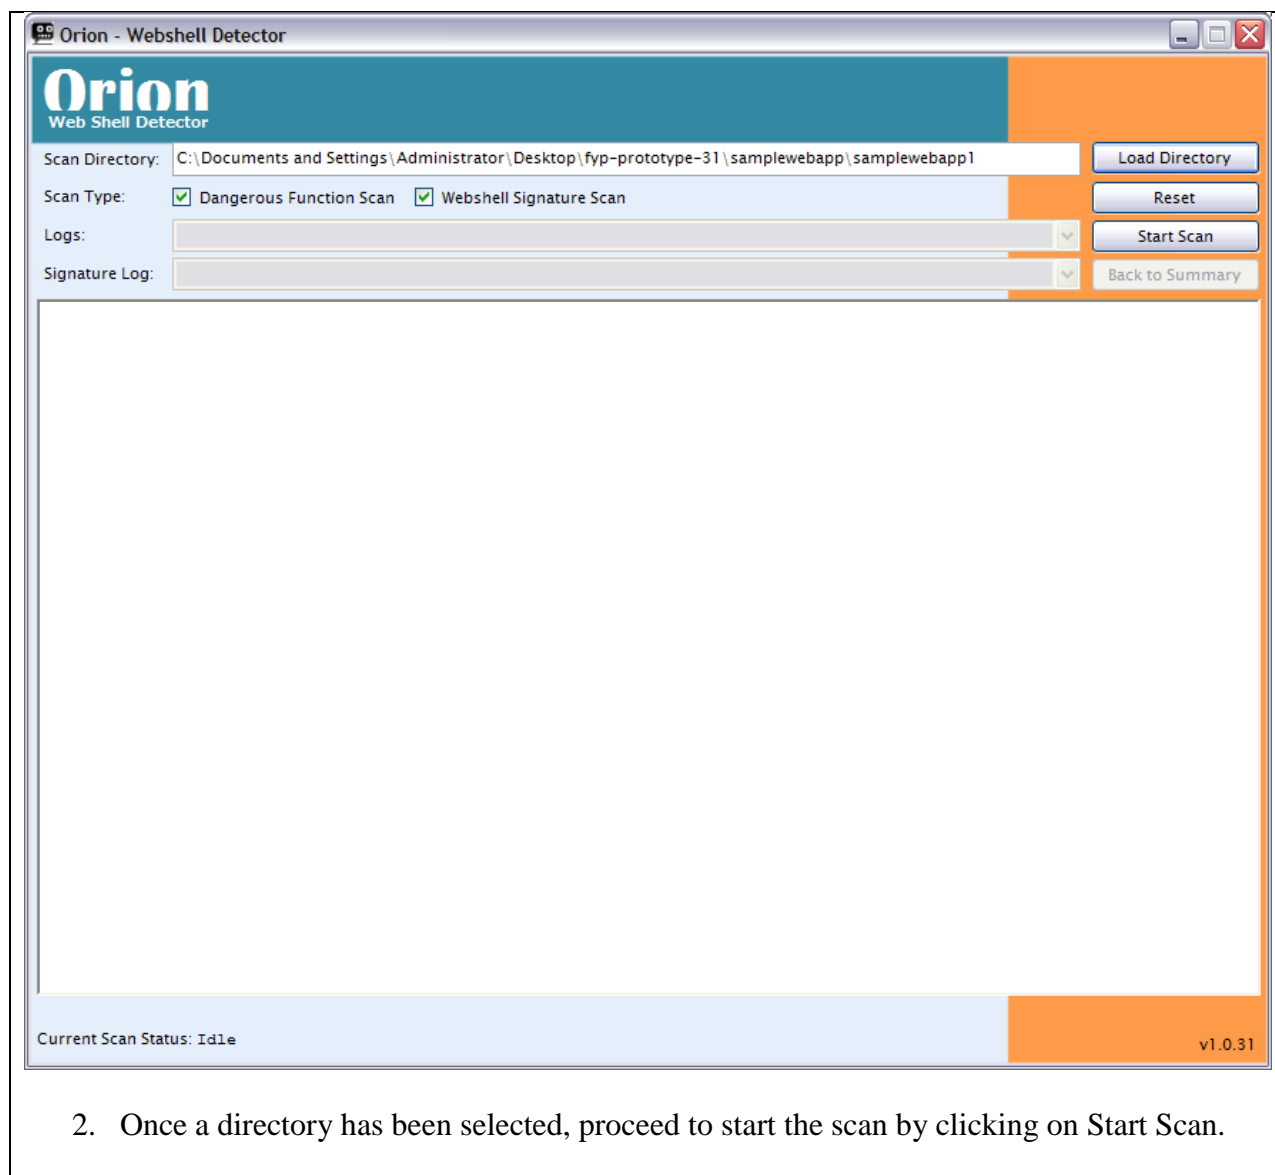 Orion - Webshell Detector
Orion
Web Shell Detector
Scan Directory: C:\Documents and Settings\Administrator\Desktop\fyp-prototype-31\samplewebapp\samplewebapp1 Load Directory
Scan Type: Dangerous Function Scan Webshell Signature Scan Reset
Logs: Start Scan
Signature Log: Back to Summary
Current Scan Status: Idle
v1.0.31
2. Once a directory has been selected, proceed to start the scan by clicking on Start Scan.